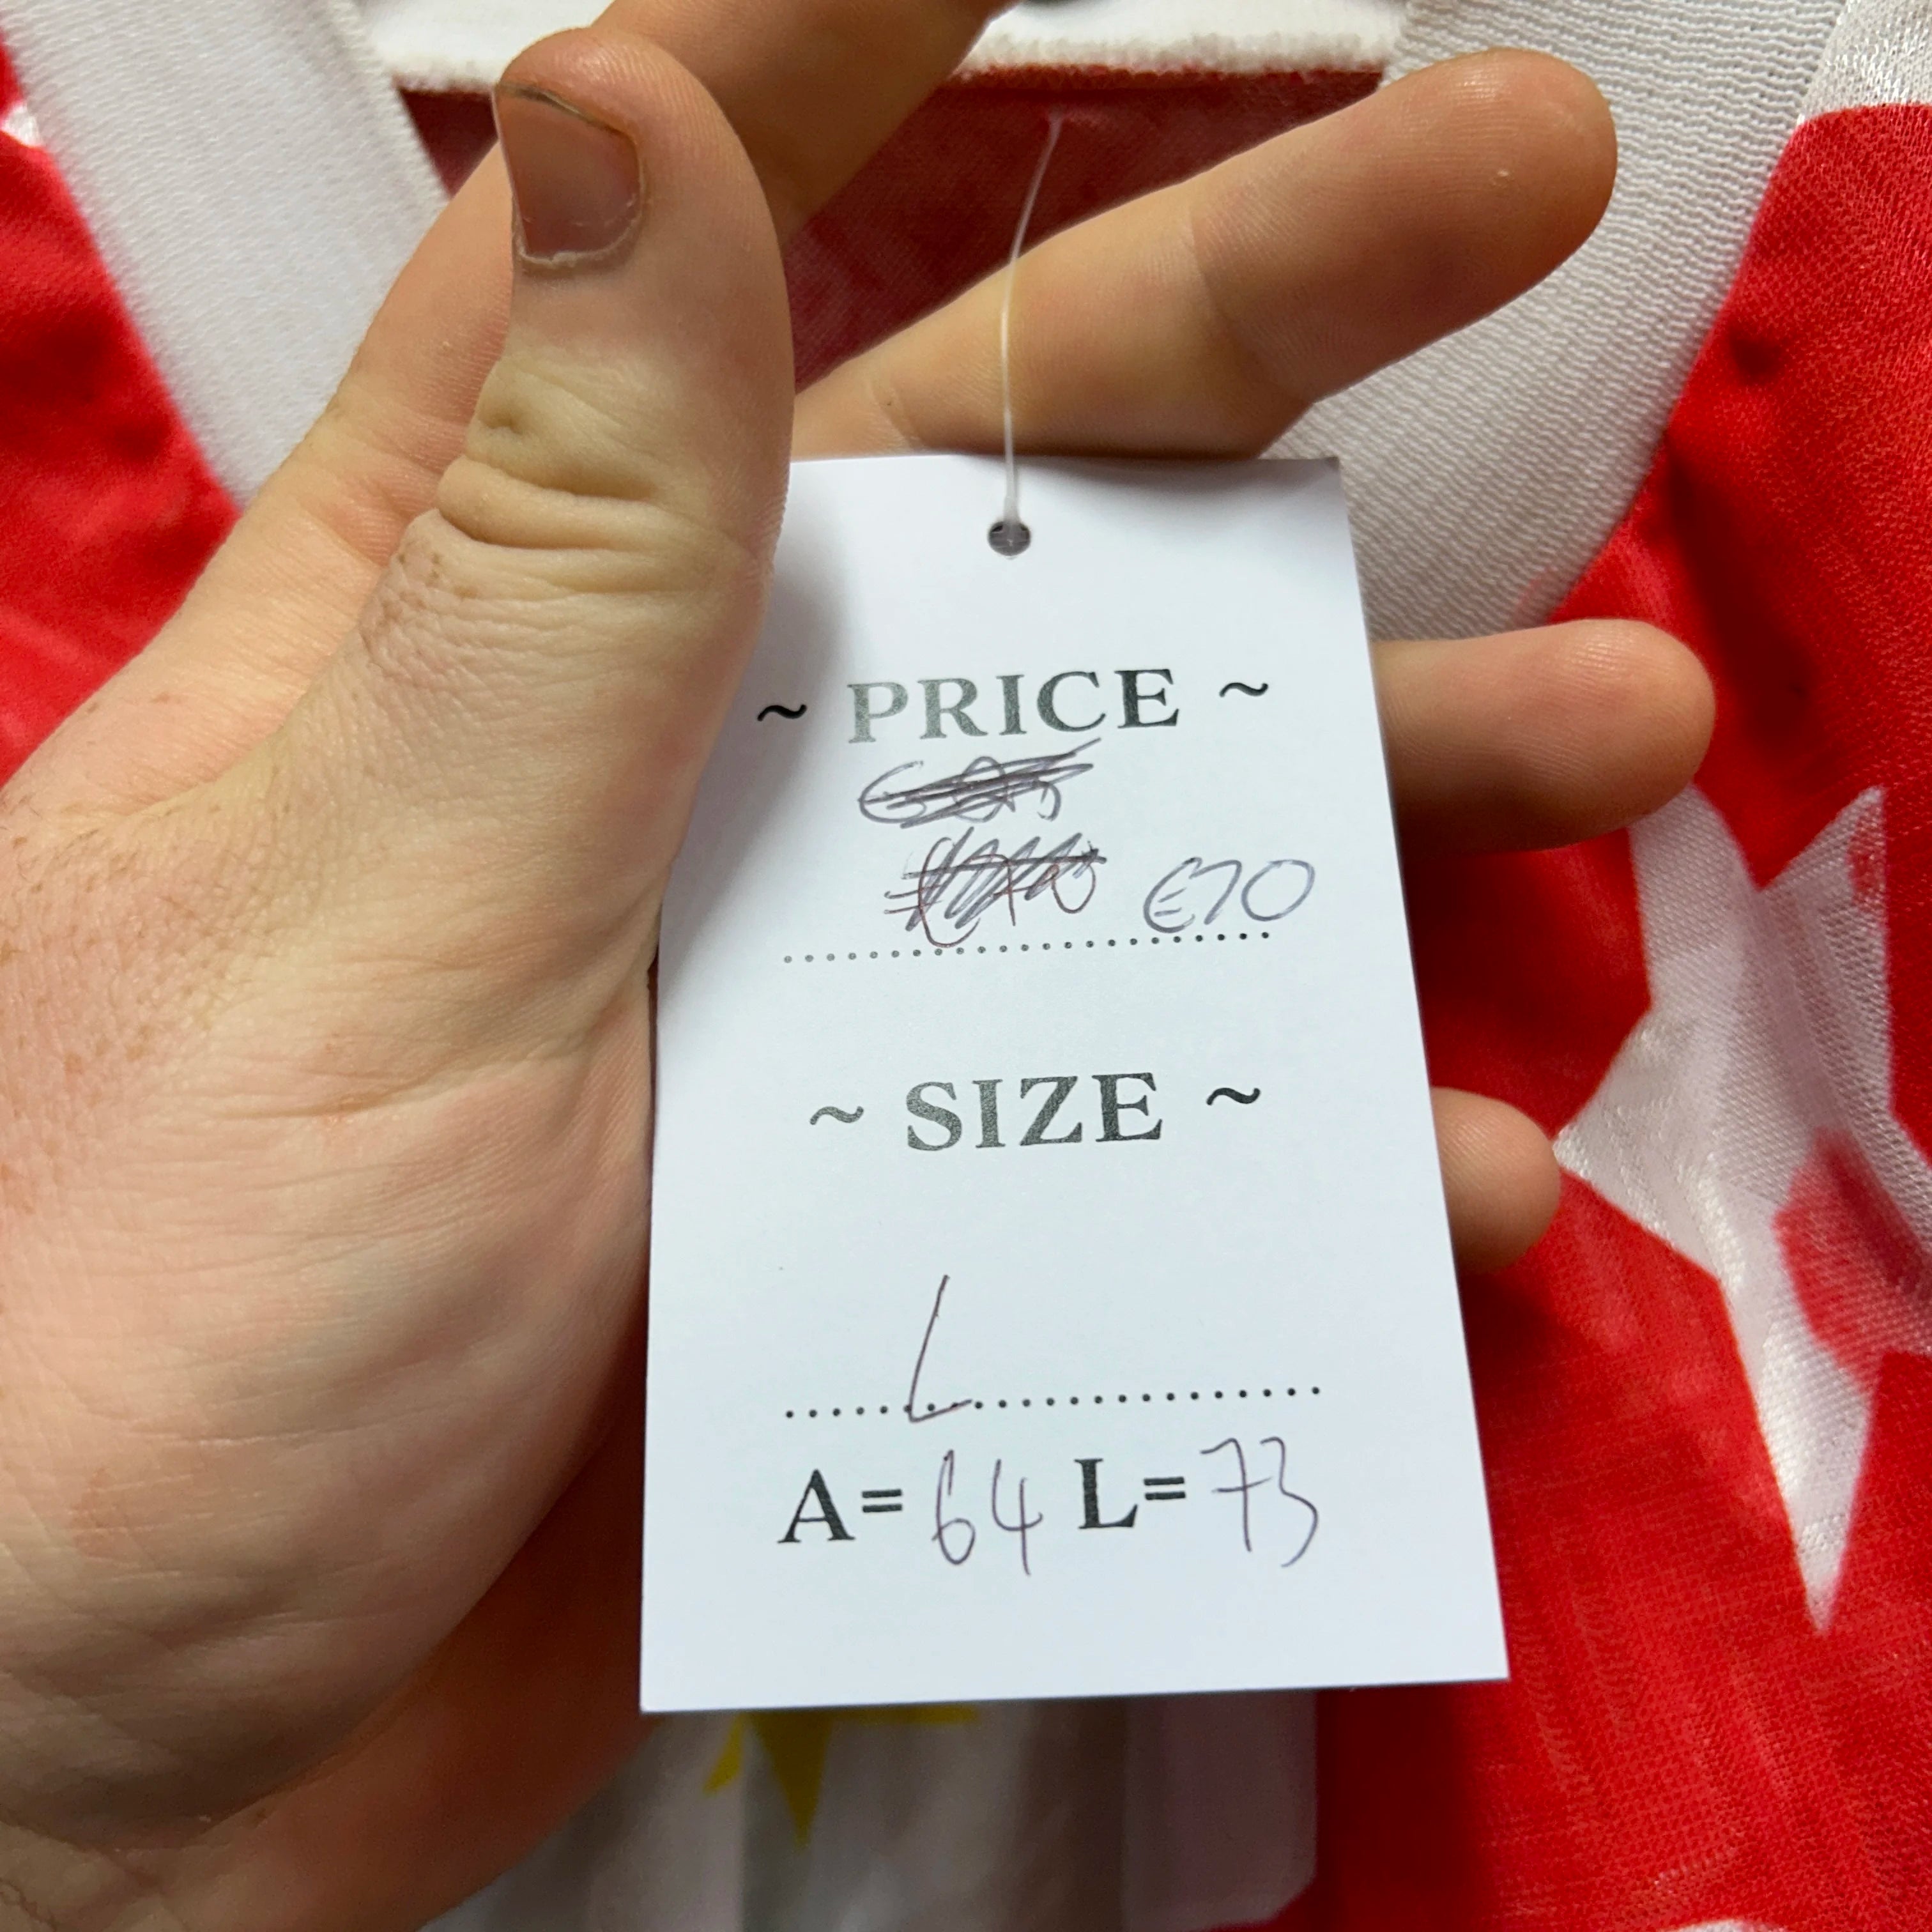 ~ PRICE ~
€70
~ SIZE ~
L
A= 64 L= 73